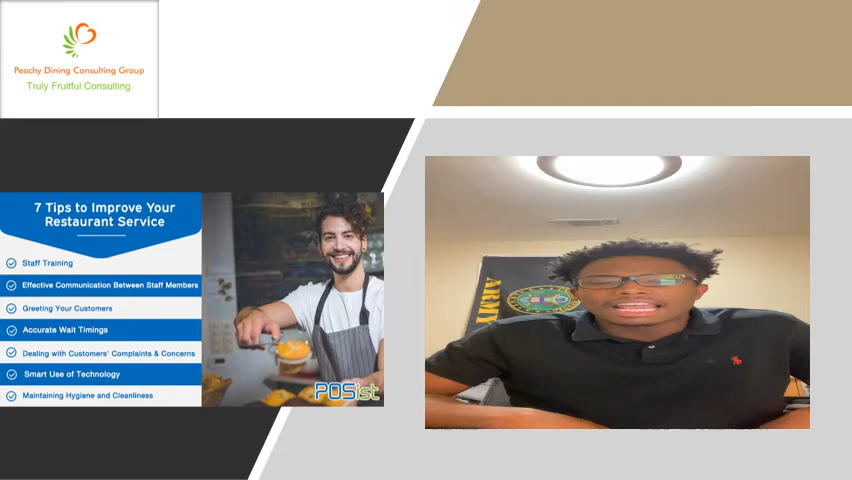 Peachy Dining Consulting Group
Truly Fruitful Consulting
7 Tips to Improve Your
Restaurant Service
Staff Training
Effective Communication Between Staff Members
Greeting Your Customers
Accurate Wait Timings
Dealing with Customers' Complaints & Concerns
Smart Use of Technology
Maintaining Hygiene and Cleanliness
POSist
ARMY